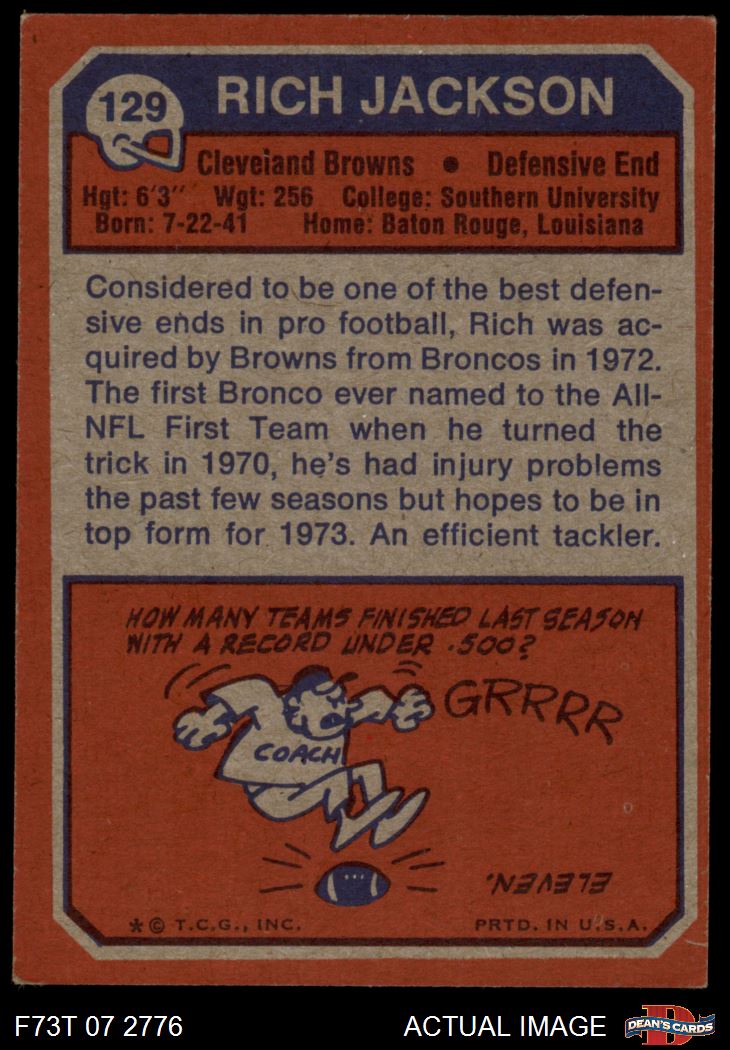 129
RICH JACKSON
Cleveland Browns • Defensive End
Hgt: 6'3" Wgt: 256 College: Southern University
Born: 7-22-41 Home: Baton Rouge, Louisiana
Considered to be one of the best defen-
sive ends in pro football, Rich was ac-
quired by Browns from Broncos in 1972.
The first Bronco ever named to the All-
NFL First Team when he turned the
trick in 1970, he's had injury problems
the past few seasons but hopes to be in
top form for 1973. An efficient tackler.
HOW MANY TEAMS FINISHED LAST SEASON
WITH A RECORD UNDER .500?
GRRRR
COACH
ELEVEN.
*© T.C.G., INC.
PRTD. IN U.S.A.
F73T 07 2776
ACTUAL IMAGE
D
DEAN'S CARDS